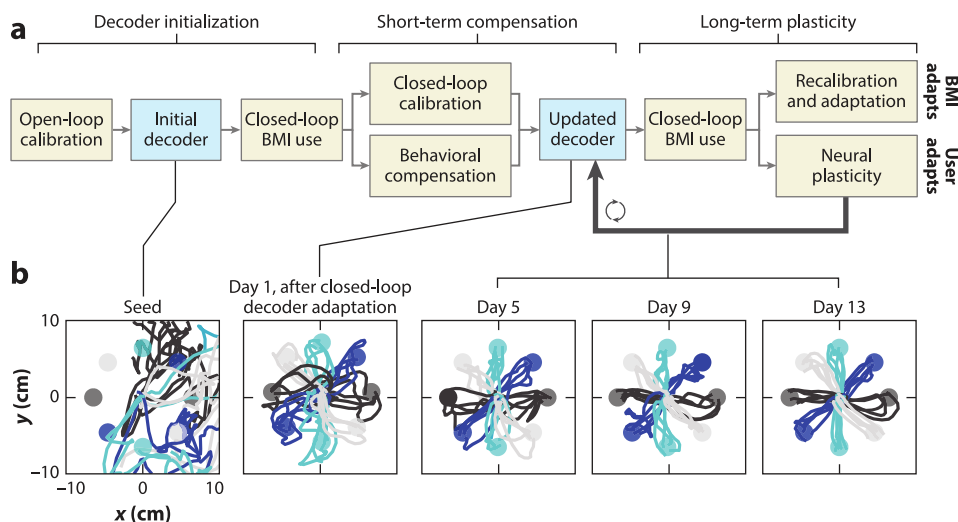 a
Decoder initialization
Short-term compensation
Long-term plasticity
Open-loop
calibration
Initial
decoder
Closed-loop
BMI use
Closed-loop
calibration
Behavioral
compensation
Updated
decoder
Closed-loop
BMI use
Recalibration
and adaptation
Neural
plasticity
BMI
adapts
User
adapts
b
Seed
Day 1, after closed-loop
decoder adaptation
Day 5
Day 9
Day 13
y (cm)
10
0
−10
−10
0
10
x (cm)